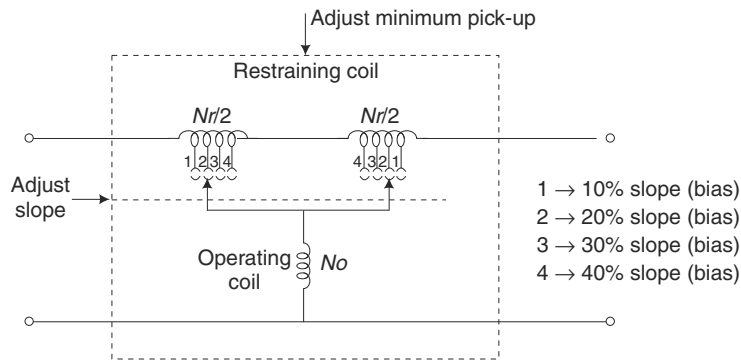 Adjust minimum pick-up
Restraining coil
Nr/2
Nr/2
1 2 3 4
4 3 2 1
Adjust
slope
1 → 10% slope (bias)
2 → 20% slope (bias)
3 → 30% slope (bias)
4 → 40% slope (bias)
Operating
coil
No